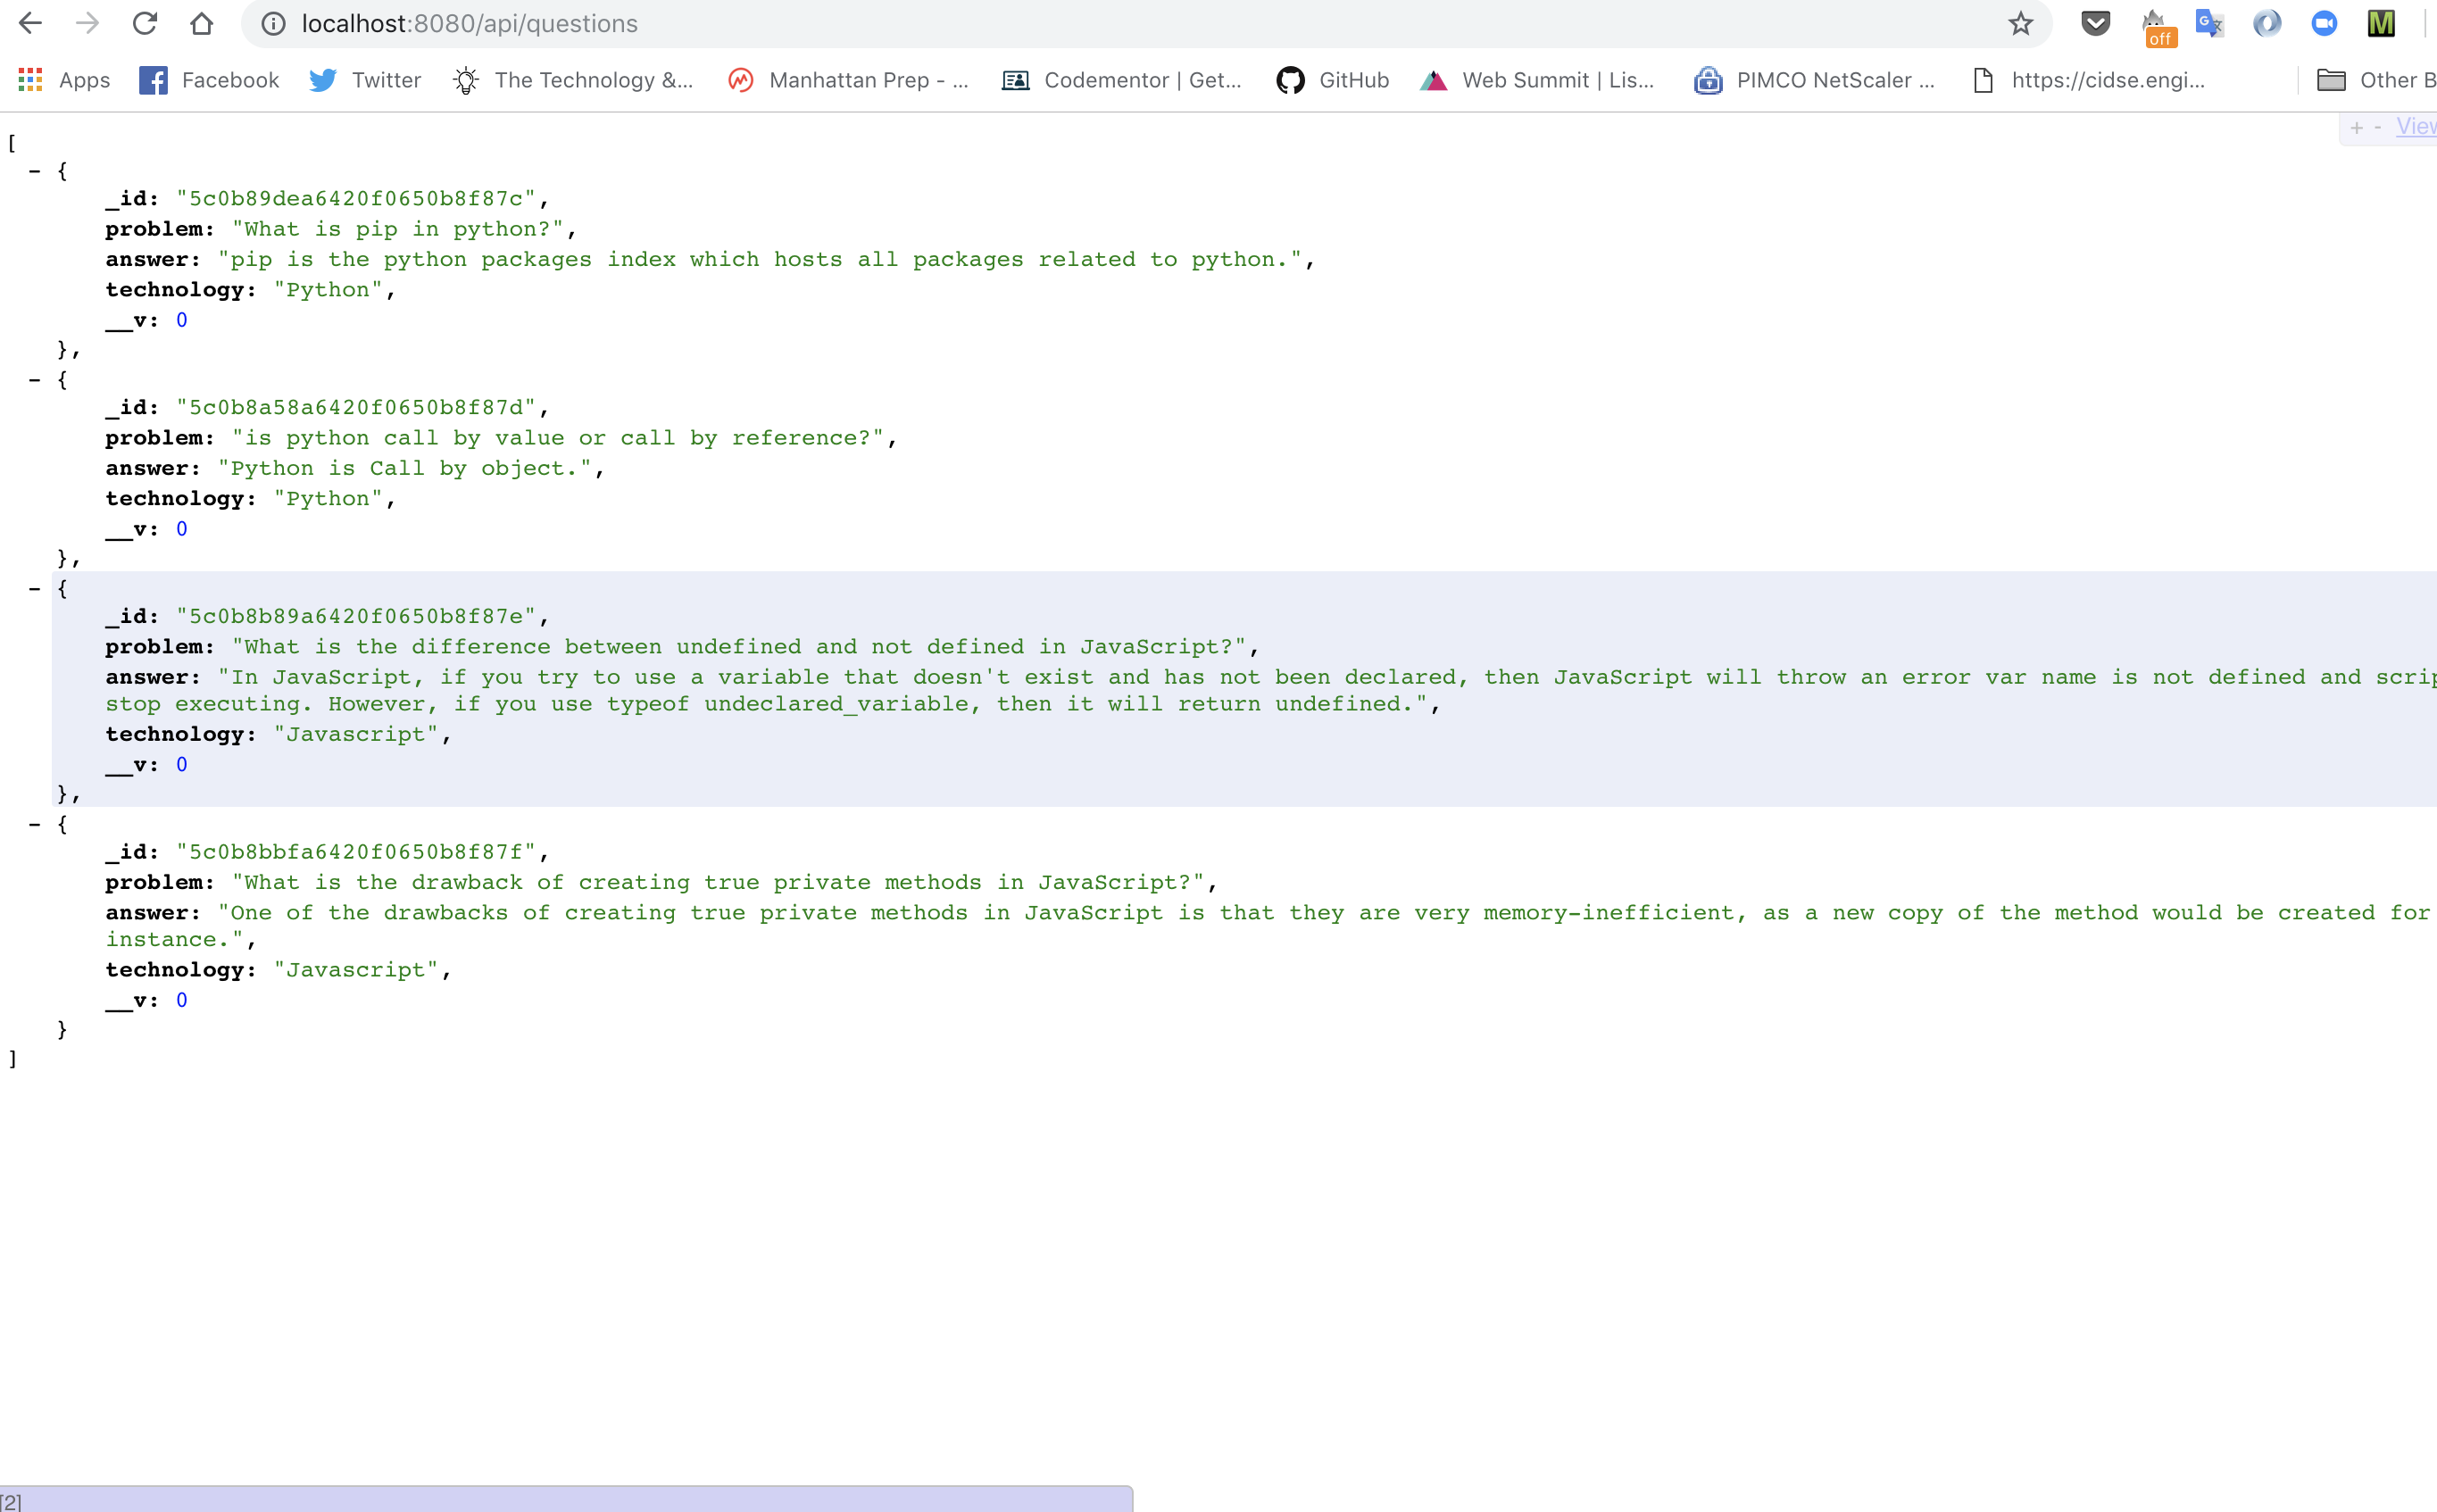 localhost:8080/api/questions
off
Apps Facebook Twitter The Technology &... Manhattan Prep - ... Codementor | Get... GitHub Web Summit | Lis... PIMCO NetScaler ... https://cidse.engi... Other B
+ - View
[
- {
_id: "5c0b89dea6420f0650b8f87c",
problem: "What is pip in python?",
answer: "pip is the python packages index which hosts all packages related to python.",
technology: "Python",
__v: 0
},
- {
_id: "5c0b8a58a6420f0650b8f87d",
problem: "is python call by value or call by reference?",
answer: "Python is Call by object.",
technology: "Python",
__v: 0
},
- {
_id: "5c0b8b89a6420f0650b8f87e",
problem: "What is the difference between undefined and not defined in JavaScript?",
answer: "In JavaScript, if you try to use a variable that doesn't exist and has not been declared, then JavaScript will throw an error var name is not defined and scrip
stop executing. However, if you use typeof undeclared_variable, then it will return undefined.",
technology: "Javascript",
__v: 0
},
- {
_id: "5c0b8bbfa6420f0650b8f87f",
problem: "What is the drawback of creating true private methods in JavaScript?",
answer: "One of the drawbacks of creating true private methods in JavaScript is that they are very memory-inefficient, as a new copy of the method would be created for
instance.",
technology: "Javascript",
__v: 0
}
]
[2]